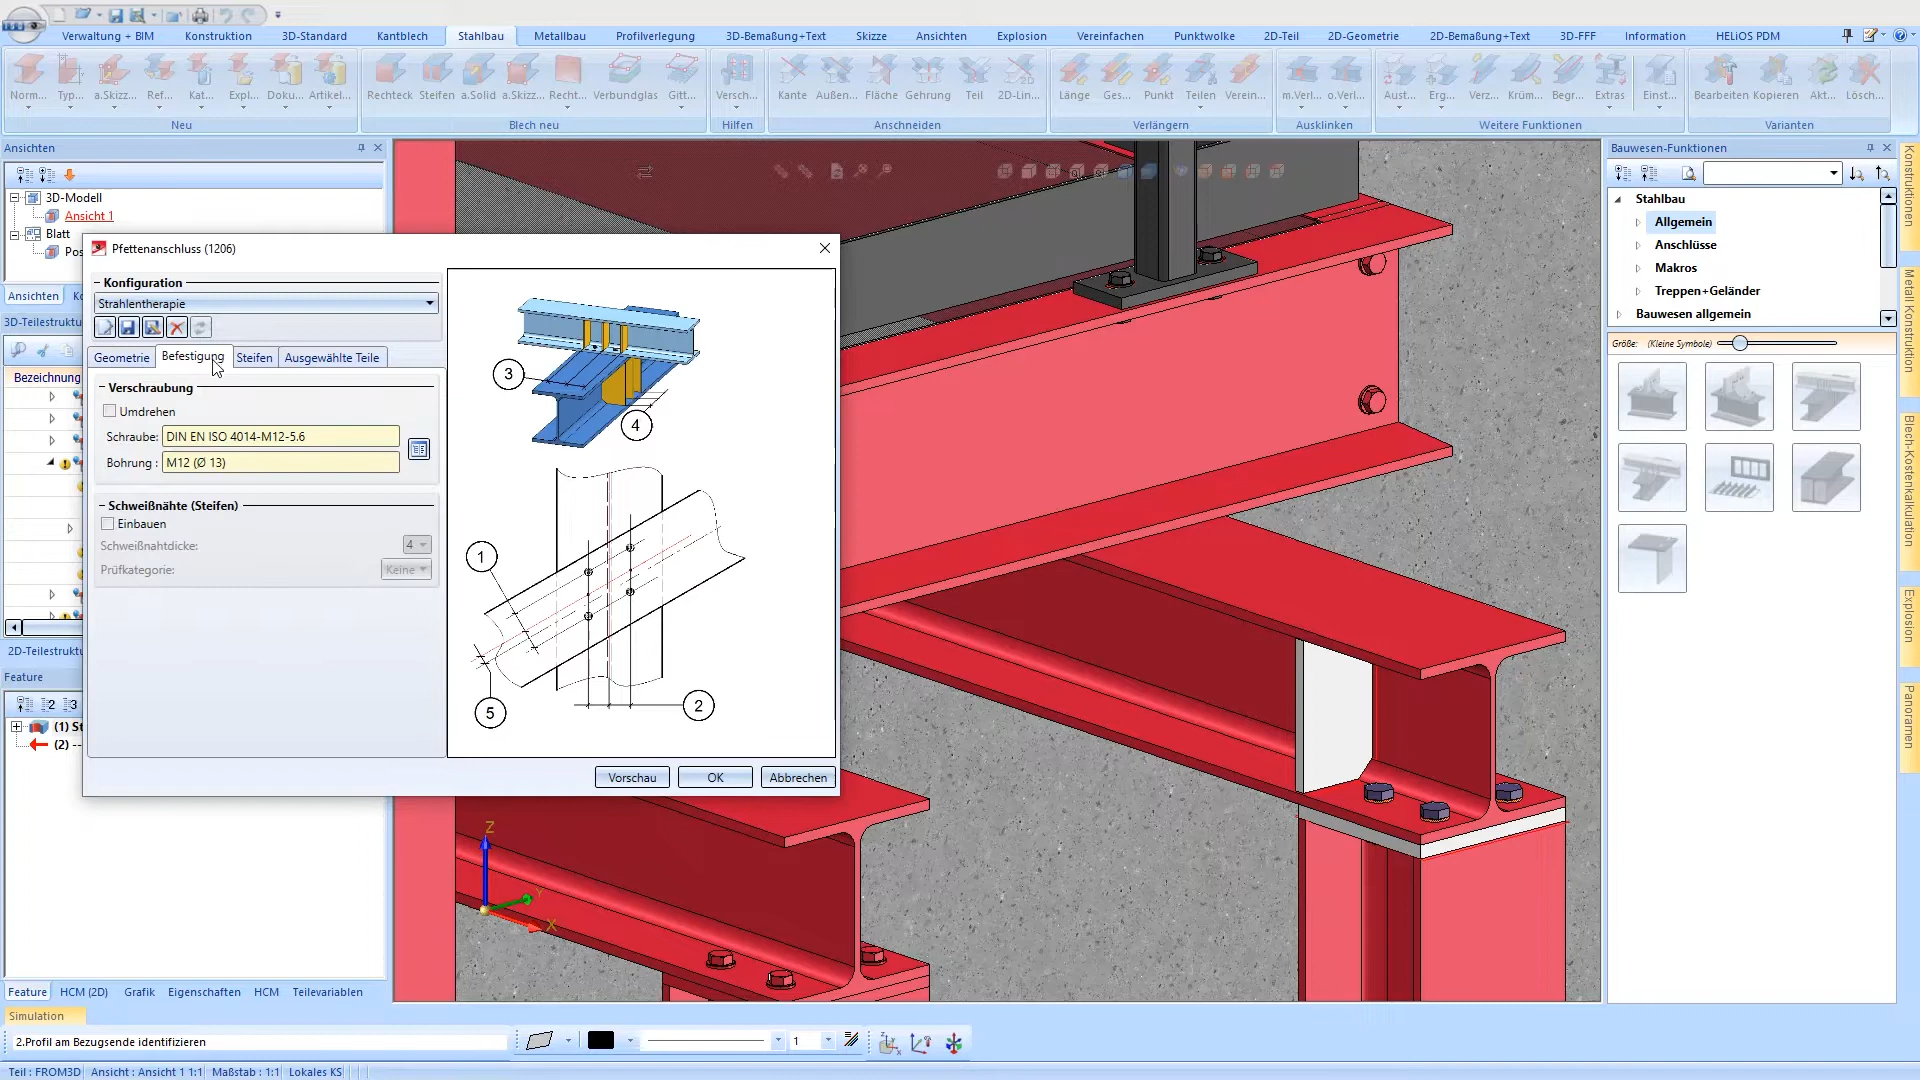 Verwaltung + BIM
Konstruktion
3D-Standard
Kantblech
Stahlbau
Metallbau
Profilverlegung
3D-Bemaßung+Text
Skizze
Ansichten
Explosion
Vereinfachen
Punktwolke
2D-Teil
2D-Geometrie
2D-Bemaßung+Text
3D-FFF
Information
HELiOS PDM
Norm...
Typ...
a.Skizz...
Ref...
Kat...
Expl...
Doku...
Artikel...
Rechteck
Steifen
a.Solid
a.Skizz...
Recht...
Verbundglas
Gitt...
Versch...
Kante
Außen...
Fläche
Gehrung
Teil
2D-Lin...
Länge
Ges...
Punkt
Teilen
Verein...
m.Verl...
o.Verl...
Aust...
Erg...
Verz...
Krüm...
Begr...
Extras
Einst...
Bearbeiten
Kopieren
Akt...
Lösch...
Neu
Blech neu
Hilfen
Anschneiden
Verlängern
Ausklinken
Weitere Funktionen
Varianten
Ansichten
3D-Modell
Ansicht 1
Blatt
Pos
Ansichten
3D-Teilestruktu
Bezeichnung
2D-Teilestruktu
Feature
2
3
(1) St
(2) --
Feature
HCM (2D)
Grafik
Eigenschaften
HCM
Teilevariablen
Simulation
2.Profil am Bezugsende identifizieren
1
Teil : FROM3D
Ansicht : Ansicht 1 1:1
Maßstab : 1:1
Lokales KS
Pfettenanschluss (1206)
Konfiguration
Strahlentherapie
Geometrie
Befestigung
Steifen
Ausgewählte Teile
Verschraubung
Umdrehen
Schraube:
DIN EN ISO 4014-M12-5.6
Bohrung :
M12 (Ø 13)
Schweißnähte (Steifen)
Einbauen
Schweißnahtdicke:
4
Prüfkategorie:
Keine
3
4
1
5
2
Vorschau
OK
Abbrechen
Z
Y
X
Bauwesen-Funktionen
Stahlbau
Allgemein
Anschlüsse
Makros
Treppen+Geländer
Bauwesen allgemein
Größe:
(Kleine Symbole)
Konstruktionen
Metall Konstruktion
Blech-Kostenkalkulation
Explosion
Panoramen